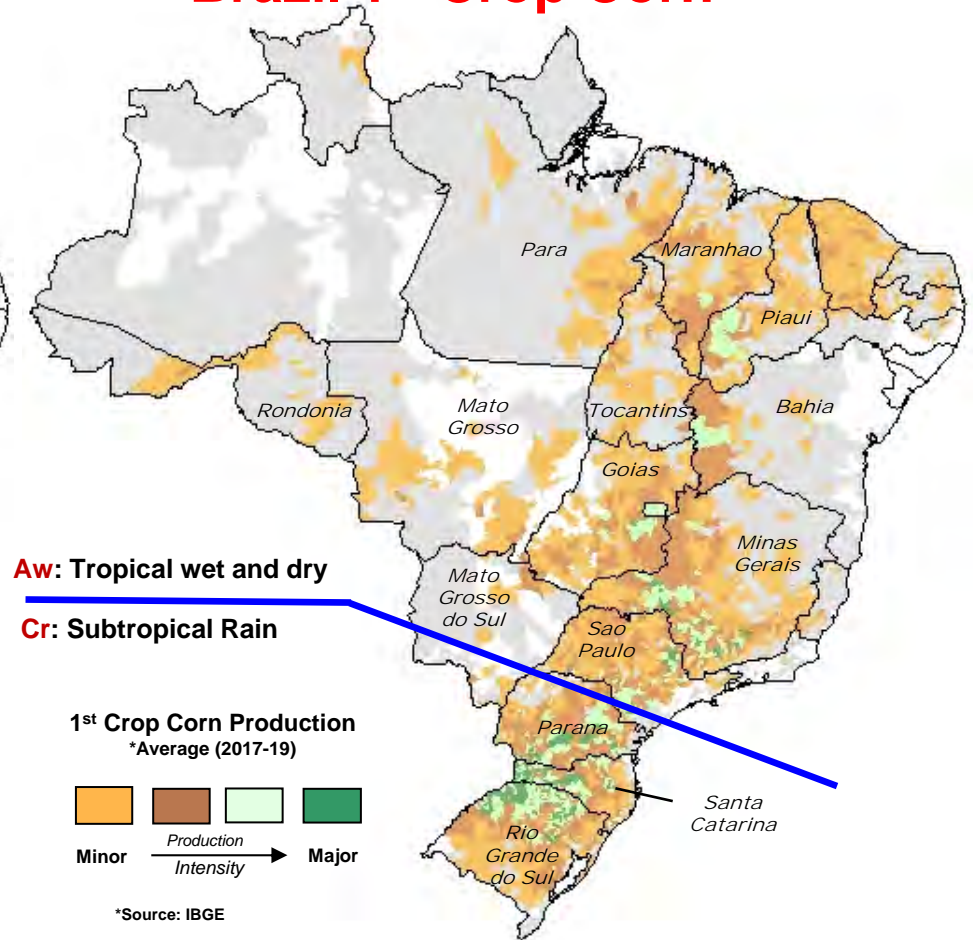 Para
Maranhao
Piaui
Rondonia
Mato
Grosso
Tocantins
Bahia
Goias
Minas
Gerais
Aw: Tropical wet and dry
Cr: Subtropical Rain
Mato
Grosso
do Sul
Sao
Paulo
Parana
Santa
Catarina
Rio
Grande
do Sul
1st Crop Corn Production
*Average (2017-19)
Minor
Production
Intensity
Major
*Source: IBGE